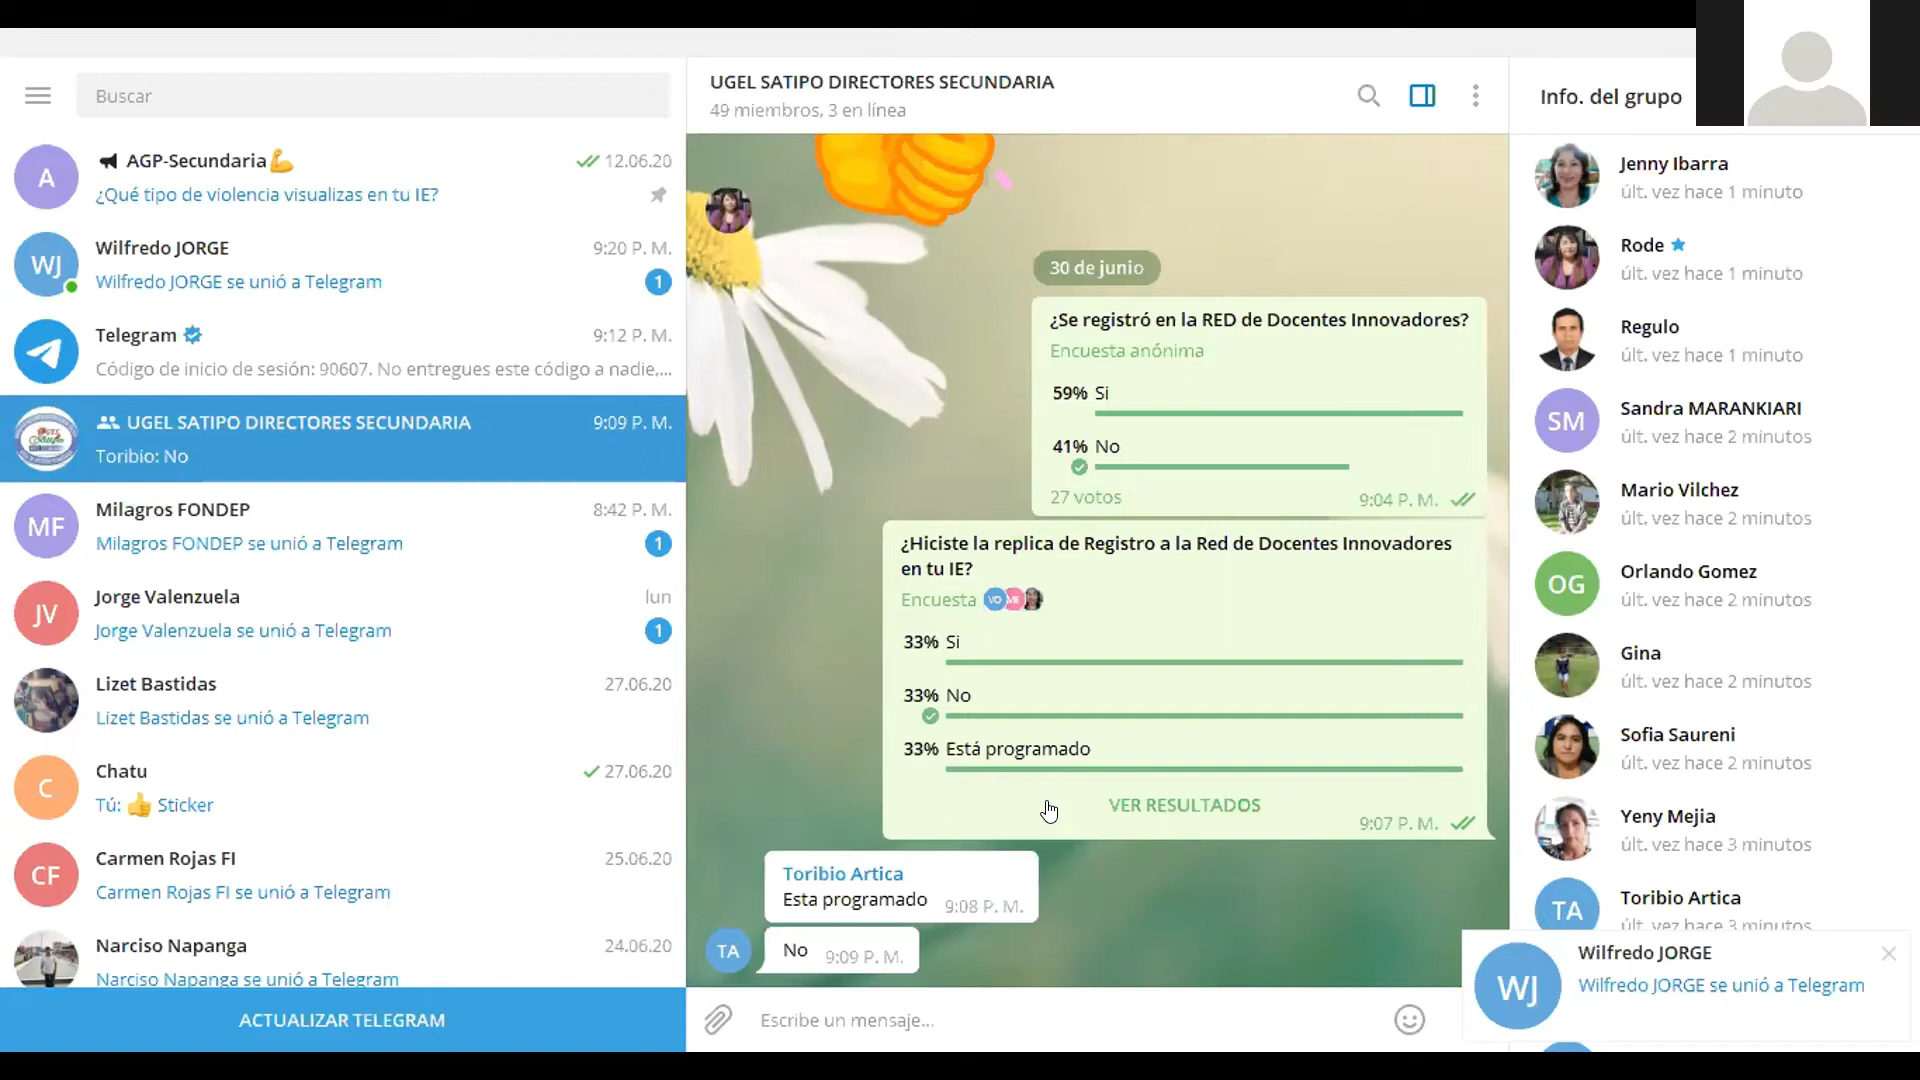 Buscar
A
AGP-Secundaria💪
12.06.20
¿Qué tipo de violencia visualizas en tu IE?
WJ
Wilfredo JORGE
9:20 P. M.
Wilfredo JORGE se unió a Telegram
1
Telegram
9:12 P. M.
Código de inicio de sesión: 90607. No entregues este código a nadie,...
UGEL SATIPO DIRECTORES SECUNDARIA
9:09 P. M.
Toribio: No
MF
Milagros FONDEP
8:42 P. M.
Milagros FONDEP se unió a Telegram
1
JV
Jorge Valenzuela
lun
Jorge Valenzuela se unió a Telegram
1
Lizet Bastidas
27.06.20
Lizet Bastidas se unió a Telegram
C
Chatu
27.06.20
Tú: 👍 Sticker
CF
Carmen Rojas FI
25.06.20
Carmen Rojas FI se unió a Telegram
Narciso Napanga
24.06.20
Narciso Napanga se unió a Telegram
ACTUALIZAR TELEGRAM
UGEL SATIPO DIRECTORES SECUNDARIA
49 miembros, 3 en línea
30 de junio
¿Se registró en la RED de Docentes Innovadores?
Encuesta anónima
59% Si
41% No
27 votos
9:04 P. M.
¿Hiciste la replica de Registro a la Red de Docentes Innovadores
en tu IE?
Encuesta VO ME
33% Si
33% No
33% Está programado
VER RESULTADOS
9:07 P. M.
Toribio Artica
Esta programado 9:08 P. M.
TA
No 9:09 P. M.
Escribe un mensaje...
Info. del grupo
Jenny Ibarra
últ. vez hace 1 minuto
Rode
últ. vez hace 1 minuto
Regulo
últ. vez hace 1 minuto
SM
Sandra MARANKIARI
últ. vez hace 2 minutos
Mario Vilchez
últ. vez hace 2 minutos
OG
Orlando Gomez
últ. vez hace 2 minutos
Gina
últ. vez hace 2 minutos
Sofia Saureni
últ. vez hace 2 minutos
Yeny Mejia
últ. vez hace 3 minutos
TA
Toribio Artica
últ. vez hace 3 minutos
WJ
Wilfredo JORGE
Wilfredo JORGE se unió a Telegram